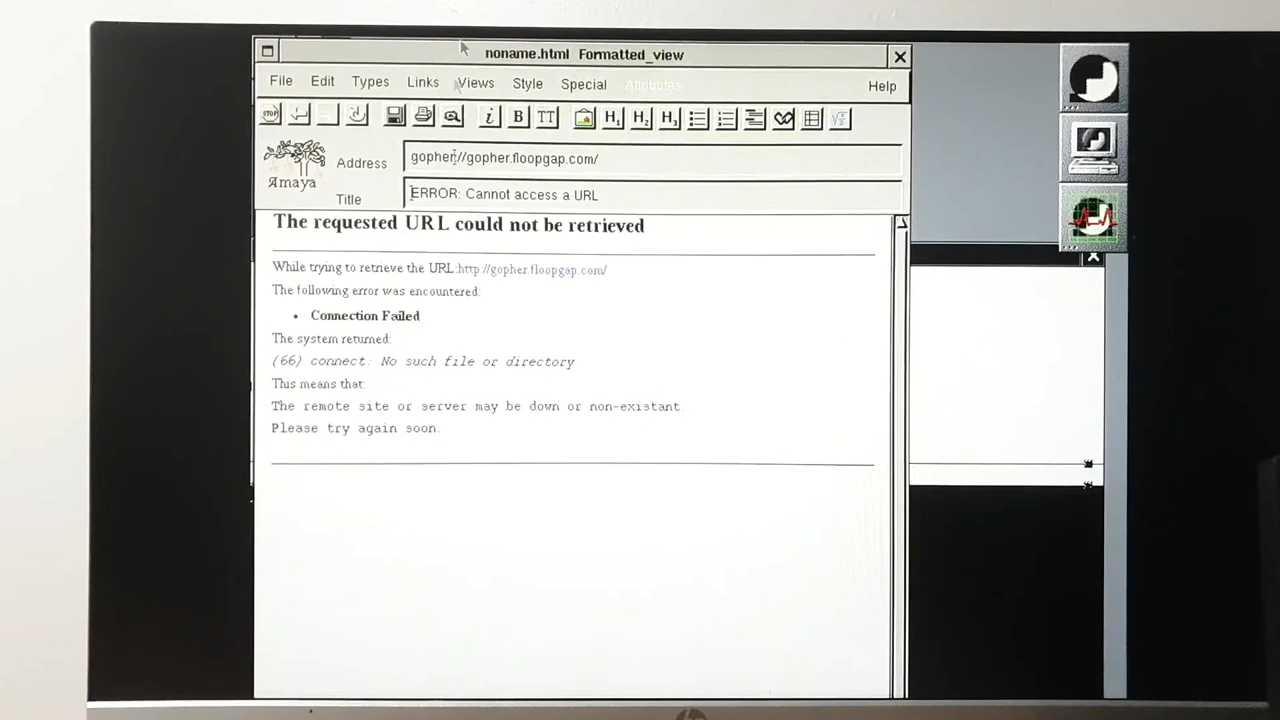 noname.html Formatted_view
File Edit Types Links Views Style Special Attributes Help
STOP i B TT H1 H2 H3
Amaya
Address gopher://gopher.floopgap.com/
Title ERROR: Cannot access a URL
The requested URL could not be retrieved
While trying to retrieve the URL:http://gopher.floopgap.com/
The following error was encountered:
• Connection Failed
The system returned:
(66) connect: No such file or directory
This means that:
The remote site or server may be down or non-existant.
Please try again soon.